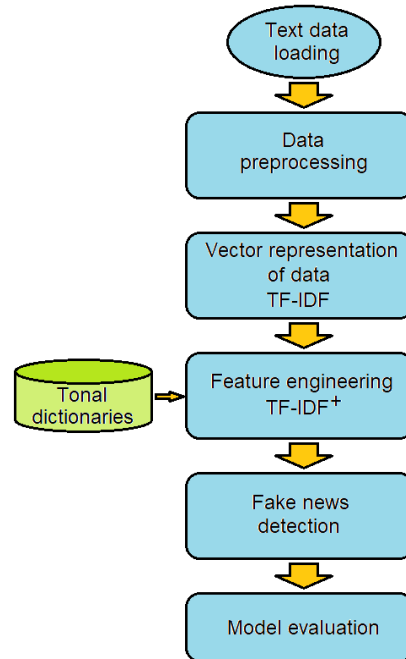 Text data
loading
Data
preprocessing
Vector representation
of data
TF-IDF
Tonal
dictionaries
Feature engineering
TF-IDF⁺
Fake news
detection
Model evaluation